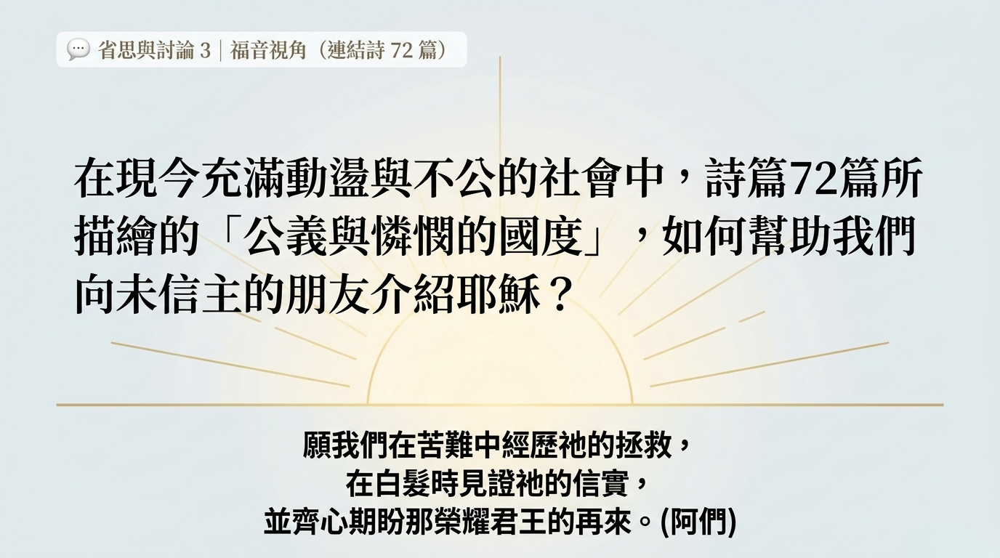 💬 省思與討論 3｜福音視角（連結詩 72 篇）
在現今充滿動盪與不公的社會中，詩篇72篇所
描繪的「公義與憐憫的國度」，如何幫助我們
向未信主的朋友介紹耶穌？
願我們在苦難中經歷祂的拯救，
在白髮時見證祂的信實，
並齊心期盼那榮耀君王的再來。(阿們)